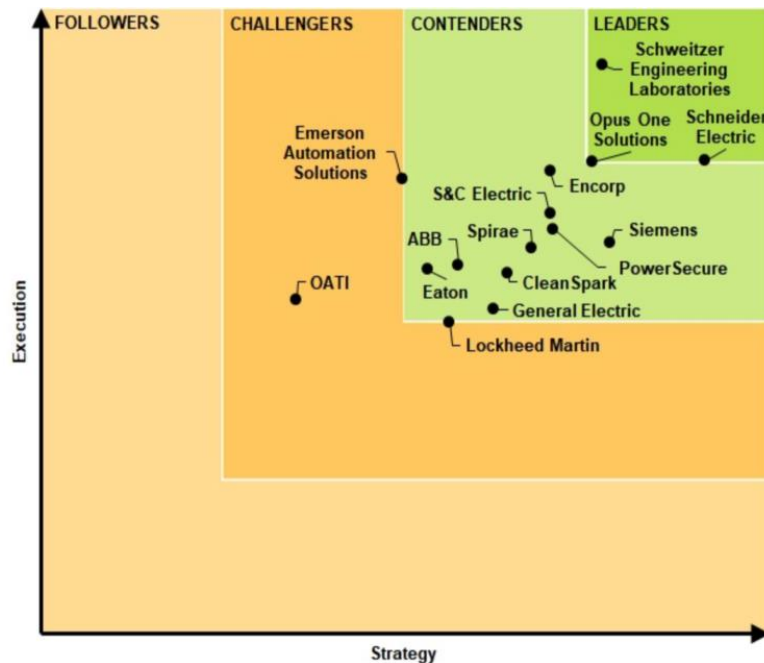 FOLLOWERS
CHALLENGERS
CONTENDERS
LEADERS
Schweitzer
Engineering
Laboratories
Opus One
Solutions
Schneider
Electric
Emerson
Automation
Solutions
Encorp
S&C Electric
Spirae
Siemens
ABB
PowerSecure
Eaton
CleanSpark
OATI
General Electric
Lockheed Martin
Execution
Strategy